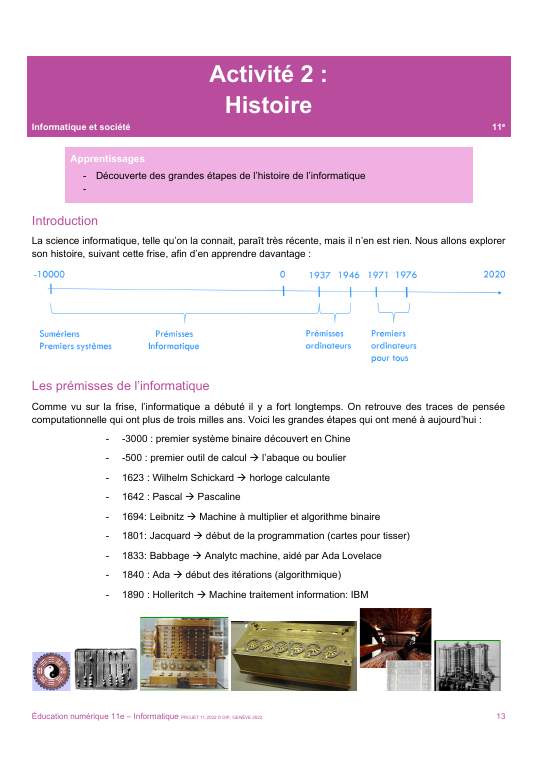 Activité 2 :
Histoire
Informatique et société 11e
Apprentissages
- Découverte des grandes étapes de l'histoire de l'informatique
-
Introduction
La science informatique, telle qu'on la connait, paraît très récente, mais il n'en est rien. Nous allons explorer
son histoire, suivant cette frise, afin d'en apprendre davantage :
-10000 0 1937 1946 1971 1976 2020
Sumériens Prémisses Prémisses Premiers
Premiers systèmes Informatique ordinateurs ordinateurs
pour tous
Les prémisses de l'informatique
Comme vu sur la frise, l'informatique a débuté il y a fort longtemps. On retrouve des traces de pensée
computationnelle qui ont plus de trois milles ans. Voici les grandes étapes qui ont mené à aujourd'hui :
- -3000 : premier système binaire découvert en Chine
- -500 : premier outil de calcul → l'abaque ou boulier
- 1623 : Wilhelm Schickard → horloge calculante
- 1642 : Pascal → Pascaline
- 1694: Leibnitz → Machine à multiplier et algorithme binaire
- 1801: Jacquard → début de la programmation (cartes pour tisser)
- 1833: Babbage → Analytc machine, aidé par Ada Lovelace
- 1840 : Ada → début des itérations (algorithmique)
- 1890 : Holleritch → Machine traitement information: IBM
Éducation numérique 11e – Informatique PROJET 11.2022 © DIP, GENÈVE 2022 13